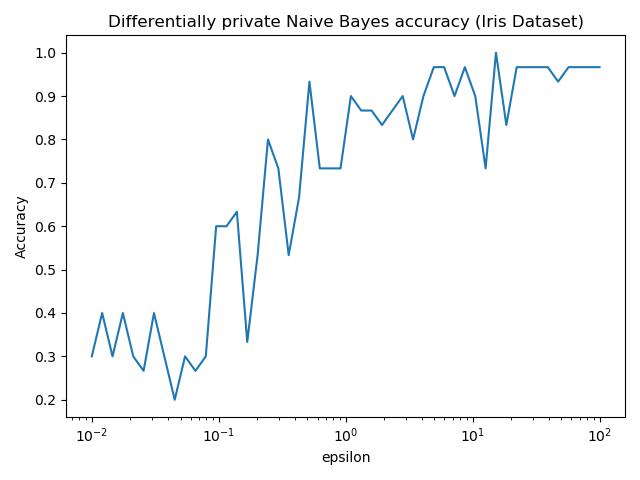 Differentially private Naive Bayes accuracy (Iris Dataset)
Accuracy
1.0
0.9
0.8
0.7
0.6
0.5
0.4
0.3
0.2
10⁻² 10⁻¹ 10⁰ 10¹ 10²
epsilon